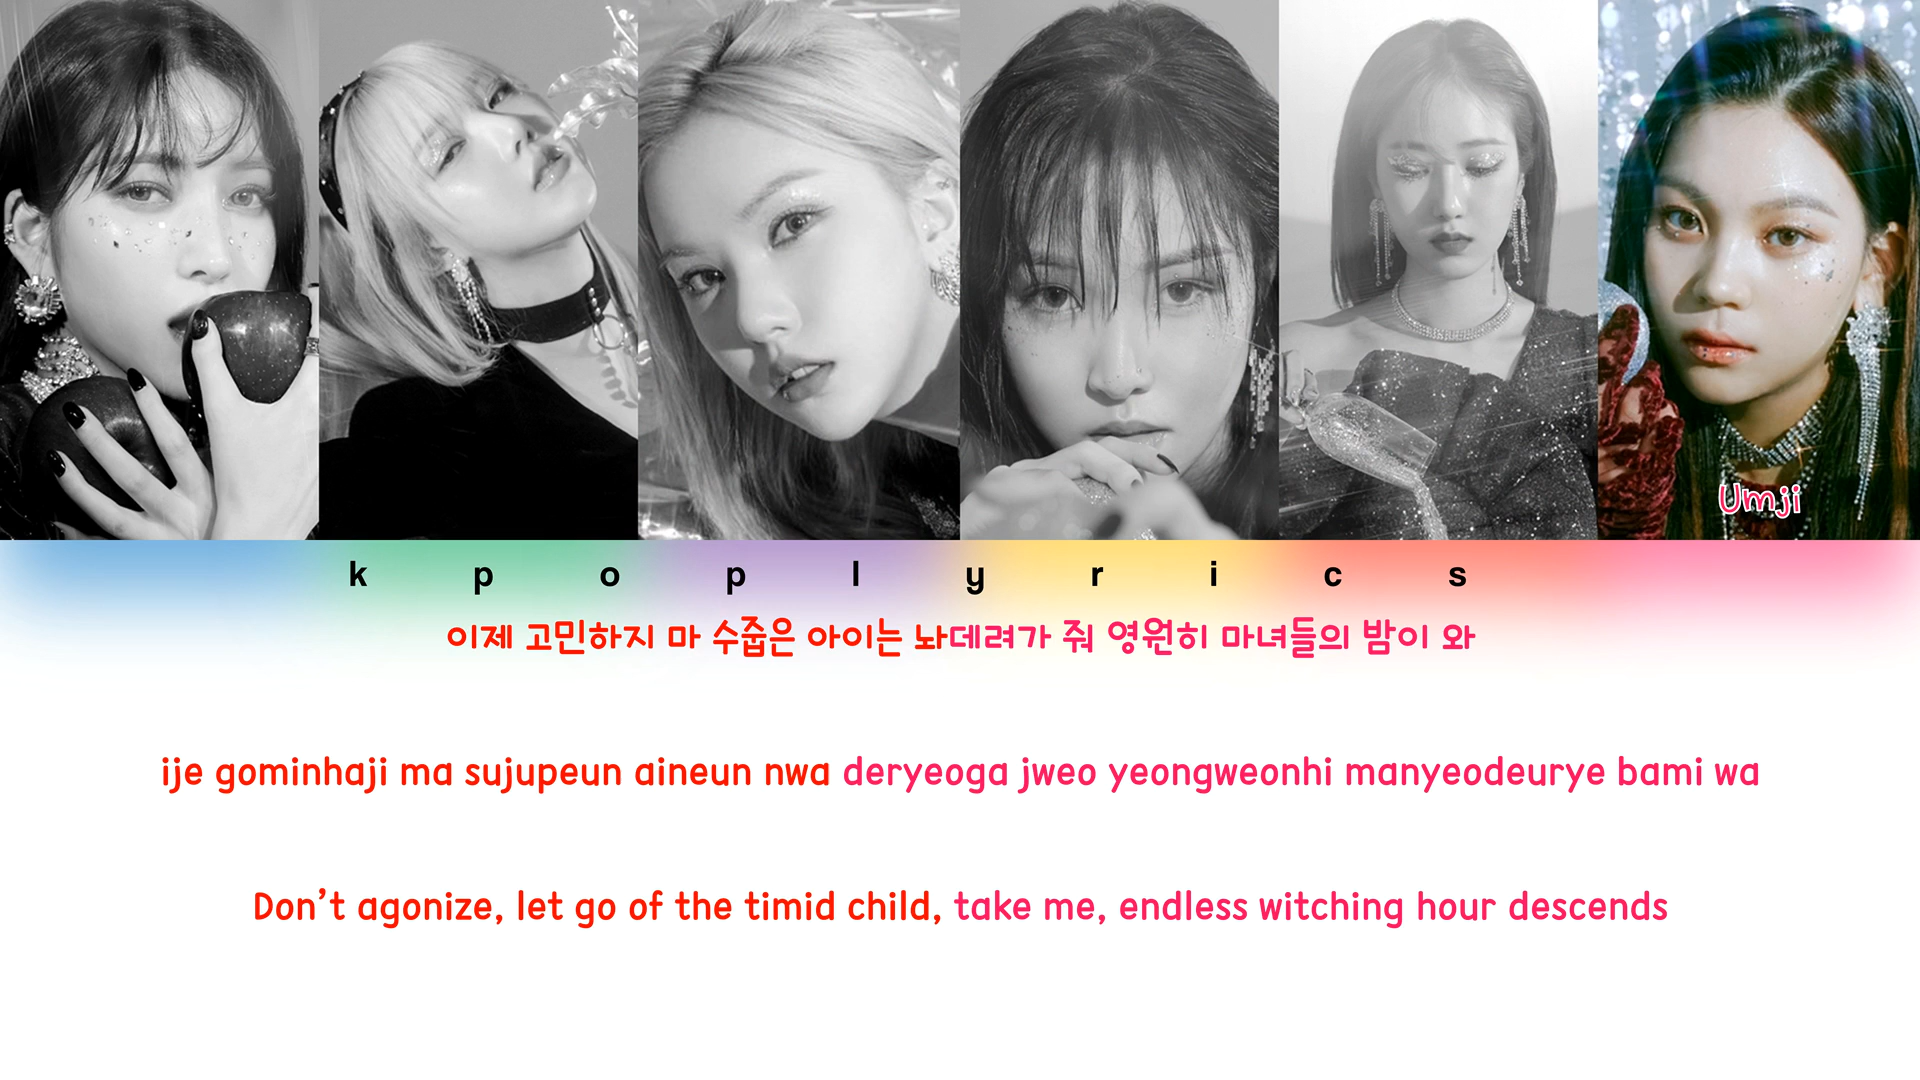 Umji
k p o p l y r i c s
이제 고민하지 마 수줍은 아이는 놔데려가 줘 영원히 마녀들의 밤이 와
ije gominhaji ma sujupeun aineun nwa deryeoga jweo yeongweonhi manyeodeurye bami wa
Don't agonize, let go of the timid child, take me, endless witching hour descends